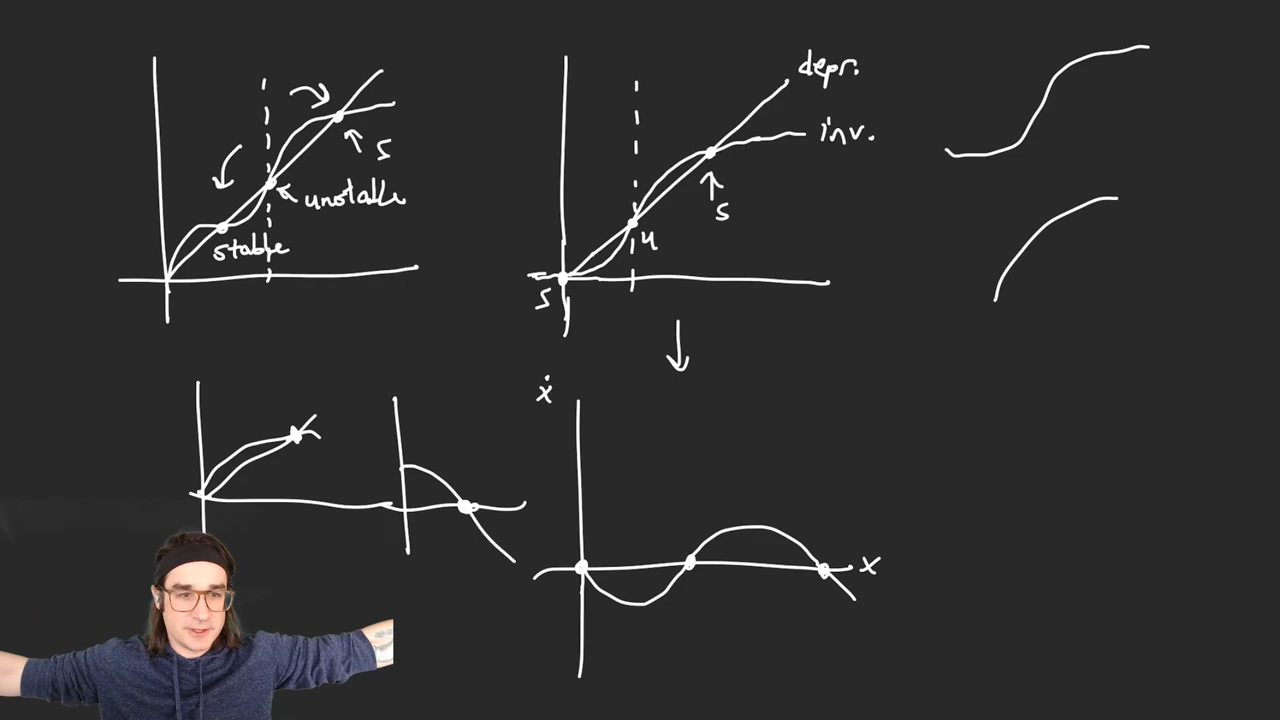 S
unstable
stable
depr.
inv.
S
u
S
ẋ
x